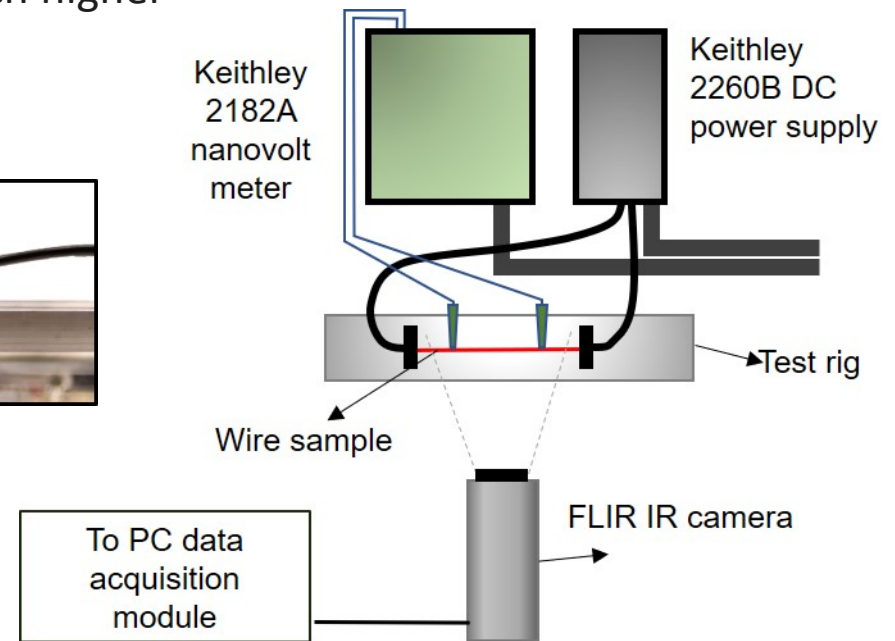 higher
Keithley
2182A
nanovolt
meter
Keithley
2260B DC
power supply
Test rig
Wire sample
FLIR IR camera
To PC data
acquisition
module